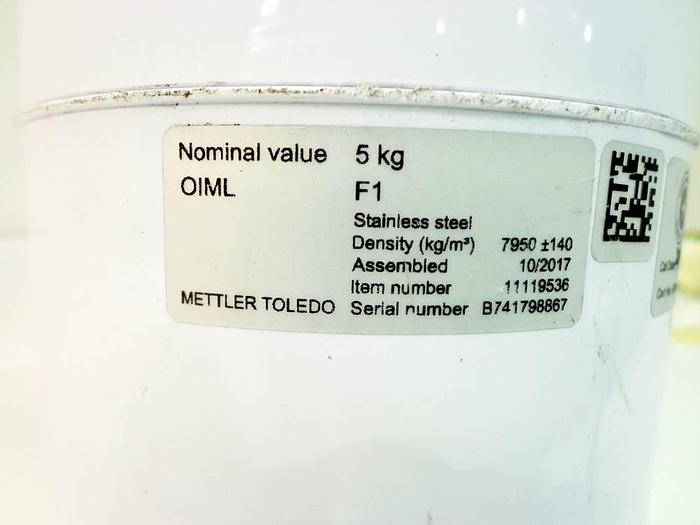 Nominal value 5 kg
OIML F1
Stainless steel
Density (kg/m³) 7950 ±140
Assembled 10/2017
Item number 11119536
METTLER TOLEDO Serial number B741798867